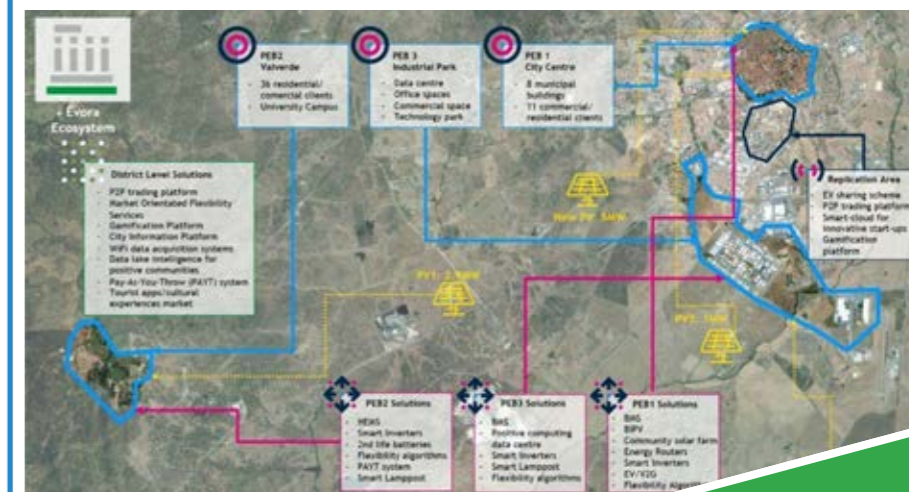 Évora
Ecosystem
PEB2
Valverde
- 36 residential/
comercial clients
- University Campus
PEB 3
Industrial Park
- Data centre
- Office spaces
- Commercial space
- Technology park
PEB 1
City Centre
- 8 municipal
buildings
- 11 commercial/
residential clients
District Level Solutions
- P2P trading platform
- Market Orientated Flexibility
Services
- Gamification Platform
- City Information Platform
- WiFi data acquisition systems
- Data lake intelligence for
positive communities
- Pay-As-You-Throw (PAYT) system
- Tourist apps/cultural
experiences market
Replication Area
- EV sharing scheme
- P2P trading platform
- Smart-cloud for
innovative start-ups
- Gamification
platform
New PV: 5MW
PV1:
PV2:
PEB2 Solutions
- HEMS
- Smart Inverters
- 2nd life batteries
- Flexibility algorithms
- PAYT system
- Smart Lamppost
PEB3 Solutions
- BMS
- Positive computing
data centre
- Smart Inverters
- Smart Lamppost
- Flexibility algorithms
PEB1 Solutions
- BMS
- BIPV
- Community solar farm
- Energy Routers
- Smart Inverters
- EV/V2G
- Flexibility